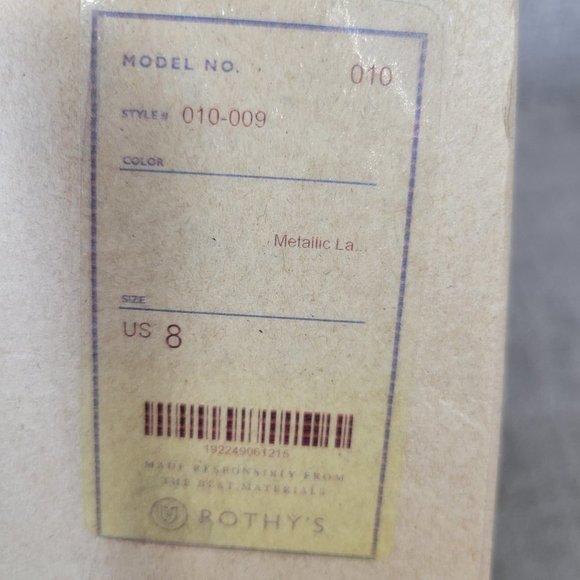 MODEL NO. 010
STYLE# 010-009
COLOR
Metallic La...
SIZE
US 8
192249061215
MADE RESPONSIBLY FROM
THE BEST MATERIALS
ROTHY'S